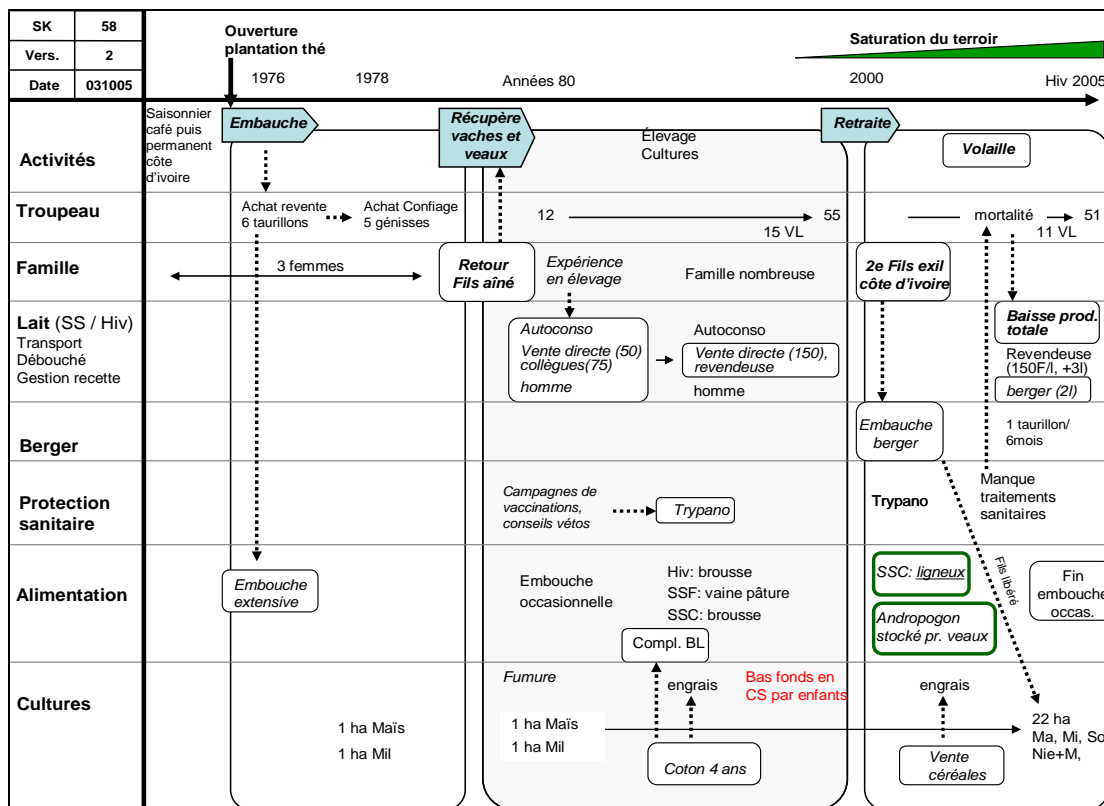 SK 58
Vers. 2
Date 031005
Ouverture
plantation thé
Saturation du terroir
1976 1978 Années 80 2000 Hiv 2005
Activités
Saisonnier
café puis
permanent
côte
d'ivoire
Embauche
Récupère
vaches et
veaux
Élevage
Cultures
Retraite
Volaille
Troupeau
Achat revente
6 taurillons
Achat Confiage
5 génisses
12
55
15 VL
mortalité
51
11 VL
Famille
3 femmes
Retour
Fils aîné
Expérience
en élevage
Famille nombreuse
2e Fils exil
côte d'ivoire
Lait (SS / Hiv)
Transport
Débouché
Gestion recette
Autoconso
Vente directe (50)
collègues(75)
homme
Autoconso
Vente directe (150),
revendeuse
homme
Baisse prod.
totale
Revendeuse
(150F/l, +3l)
berger (2l)
Berger
Embauche
berger
1 taurillon/
6mois
Protection
sanitaire
Campagnes de
vaccinations,
conseils vétos
Trypano
Trypano
Manque
traitements
sanitaires
Alimentation
Embouche
extensive
Embouche
occasionnelle
Hiv: brousse
SSF: vaine pâture
SSC: brousse
Compl. BL
SSC: ligneux
Andropogon
stocké pr. veaux
Fils libéré
Fin
embouche
occas.
Cultures
1 ha Maïs
1 ha Mil
Fumure
1 ha Maïs
1 ha Mil
engrais
Coton 4 ans
Bas fonds en
CS par enfants
engrais
Vente
céréales
22 ha
Ma, Mi, So
Nie+M,